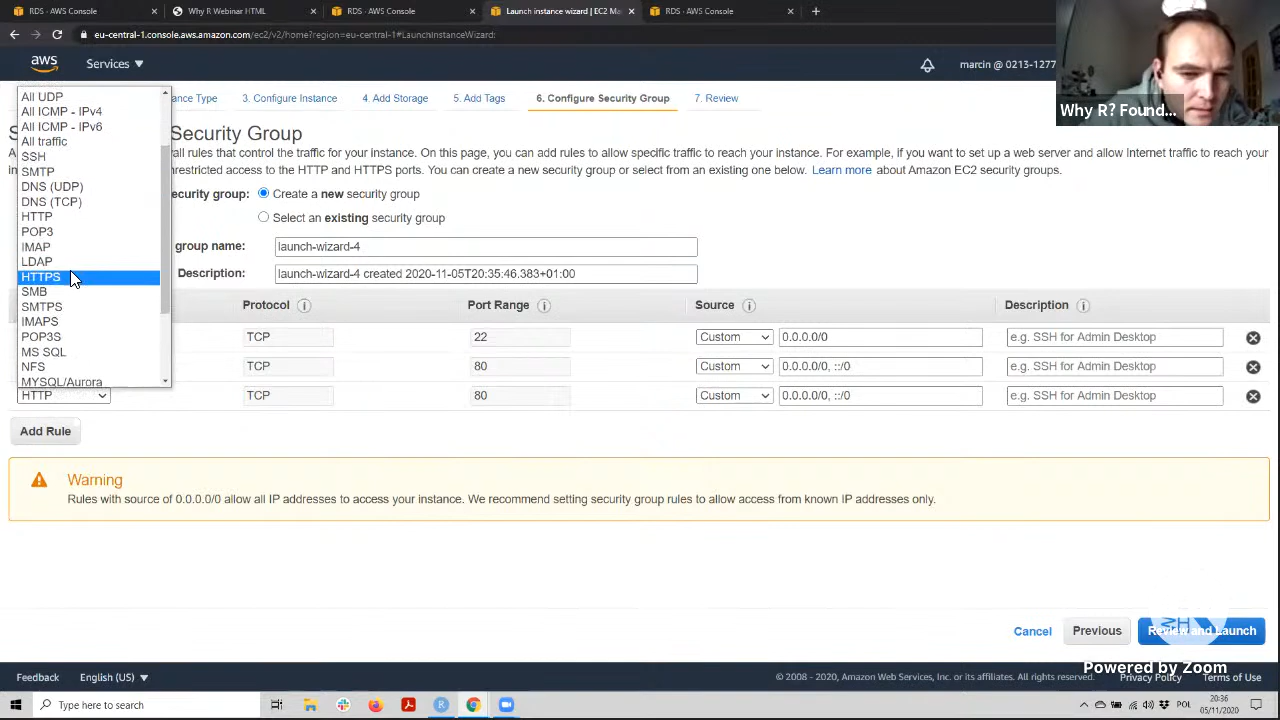 RDS - AWS Console
Why R Webinar HTML
RDS - AWS Console
Launch instance wizard | EC2 Ma
RDS - AWS Console
eu-central-1.console.aws.amazon.com/ec2/v2/home?region=eu-central-1#LaunchInstanceWizard:
aws
Services
marcin @ 0213-1277
Why R? Found...
ance Type
3. Configure Instance
4. Add Storage
5. Add Tags
6. Configure Security Group
7. Review
Security Group
all rules that control the traffic for your instance. On this page, you can add rules to allow specific traffic to reach your instance. For example, if you want to set up a web server and allow Internet traffic to reach your
restricted access to the HTTP and HTTPS ports. You can create a new security group or select from an existing one below. Learn more about Amazon EC2 security groups.
ecurity group:
Create a new security group
Select an existing security group
group name:
launch-wizard-4
Description:
launch-wizard-4 created 2020-11-05T20:35:46.383+01:00
All UDP
All ICMP - IPv4
All ICMP - IPv6
All traffic
SSH
SMTP
DNS (UDP)
DNS (TCP)
HTTP
POP3
IMAP
LDAP
HTTPS
SMB
SMTPS
IMAPS
POP3S
MS SQL
NFS
MYSQL/Aurora
Protocol
Port Range
Source
Description
TCP
22
Custom
0.0.0.0/0
e.g. SSH for Admin Desktop
TCP
80
Custom
0.0.0.0/0, ::/0
e.g. SSH for Admin Desktop
HTTP
TCP
80
Custom
0.0.0.0/0, ::/0
e.g. SSH for Admin Desktop
Add Rule
Warning
Rules with source of 0.0.0.0/0 allow all IP addresses to access your instance. We recommend setting security group rules to allow access from known IP addresses only.
Cancel
Previous
Review and Launch
Powered by Zoom
Feedback
English (US)
© 2008 - 2020, Amazon Web Services, Inc. or its affiliates. All rights reserved.
Privacy Policy
Terms of Use
Type here to search
POL
20:36
05/11/2020